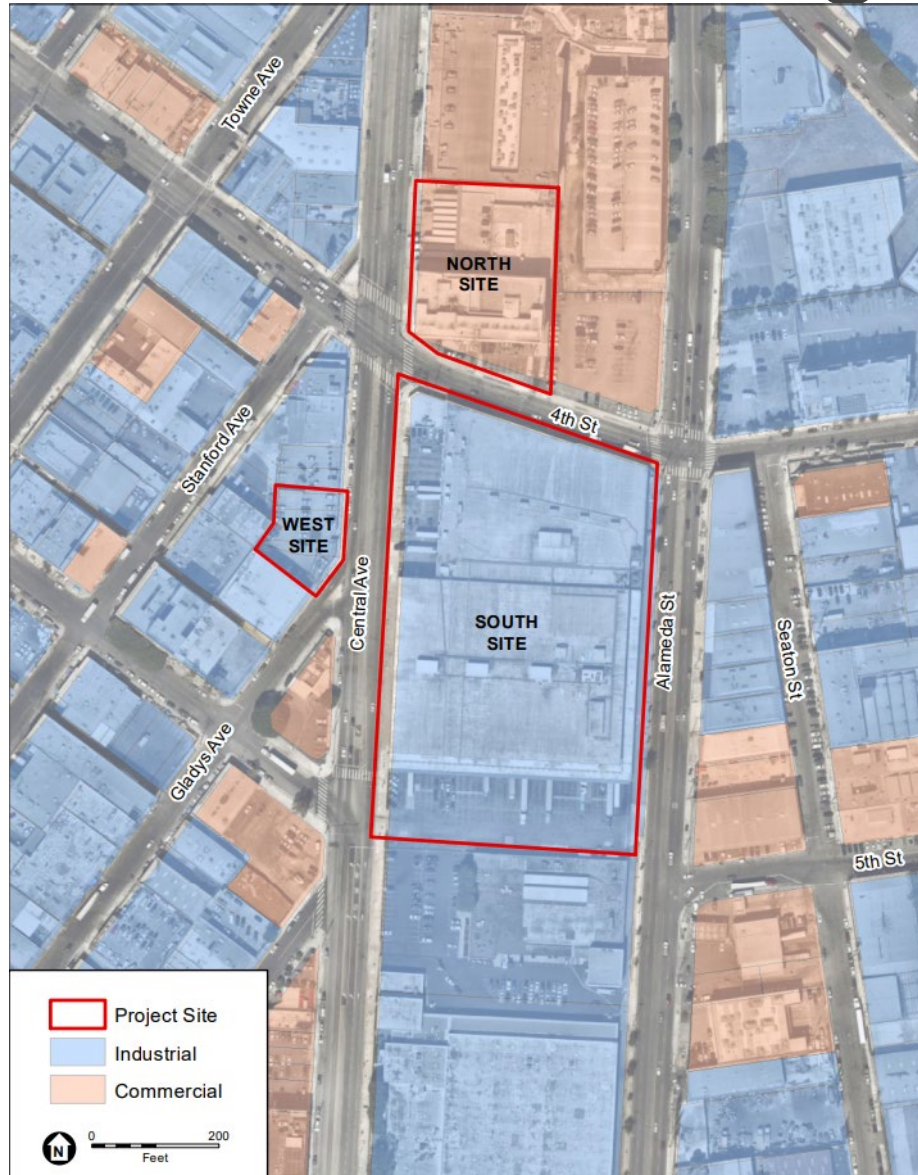 Towne Ave
NORTH
SITE
4th St
Stanford Ave
WEST
SITE
Central Ave
SOUTH
SITE
Alameda St
Seaton St
Gladys Ave
5th St
Project Site
Industrial
Commercial
N
0 200
Feet